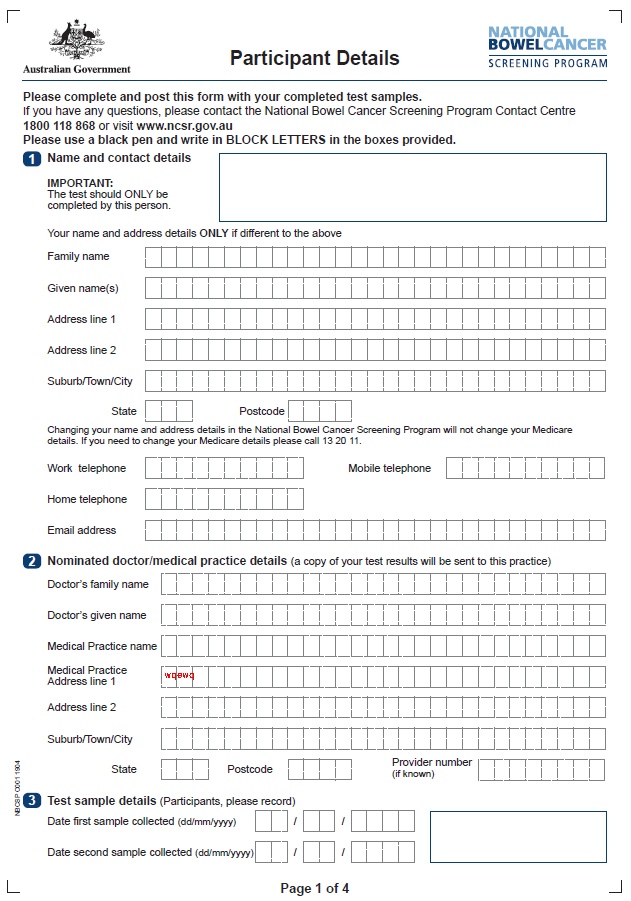 Australian Government
Participant Details
NATIONAL
BOWELCANCER
SCREENING PROGRAM
Please complete and post this form with your completed test samples.
If you have any questions, please contact the National Bowel Cancer Screening Program Contact Centre
1800 118 868 or visit www.ncsr.gov.au
Please use a black pen and write in BLOCK LETTERS in the boxes provided.
1 Name and contact details
IMPORTANT:
The test should ONLY be
completed by this person.
Your name and address details ONLY if different to the above
Family name
Given name(s)
Address line 1
Address line 2
Suburb/Town/City
State Postcode
Changing your name and address details in the National Bowel Cancer Screening Program will not change your Medicare
details. If you need to change your Medicare details please call 13 20 11.
Work telephone Mobile telephone
Home telephone
Email address
2 Nominated doctor/medical practice details (a copy of your test results will be sent to this practice)
Doctor's family name
Doctor's given name
Medical Practice name
Medical Practice
Address line 1 wqewq
Address line 2
Suburb/Town/City
State Postcode Provider number
(if known)
3 Test sample details (Participants, please record)
Date first sample collected (dd/mm/yyyy) / /
Date second sample collected (dd/mm/yyyy) / /
Page 1 of 4